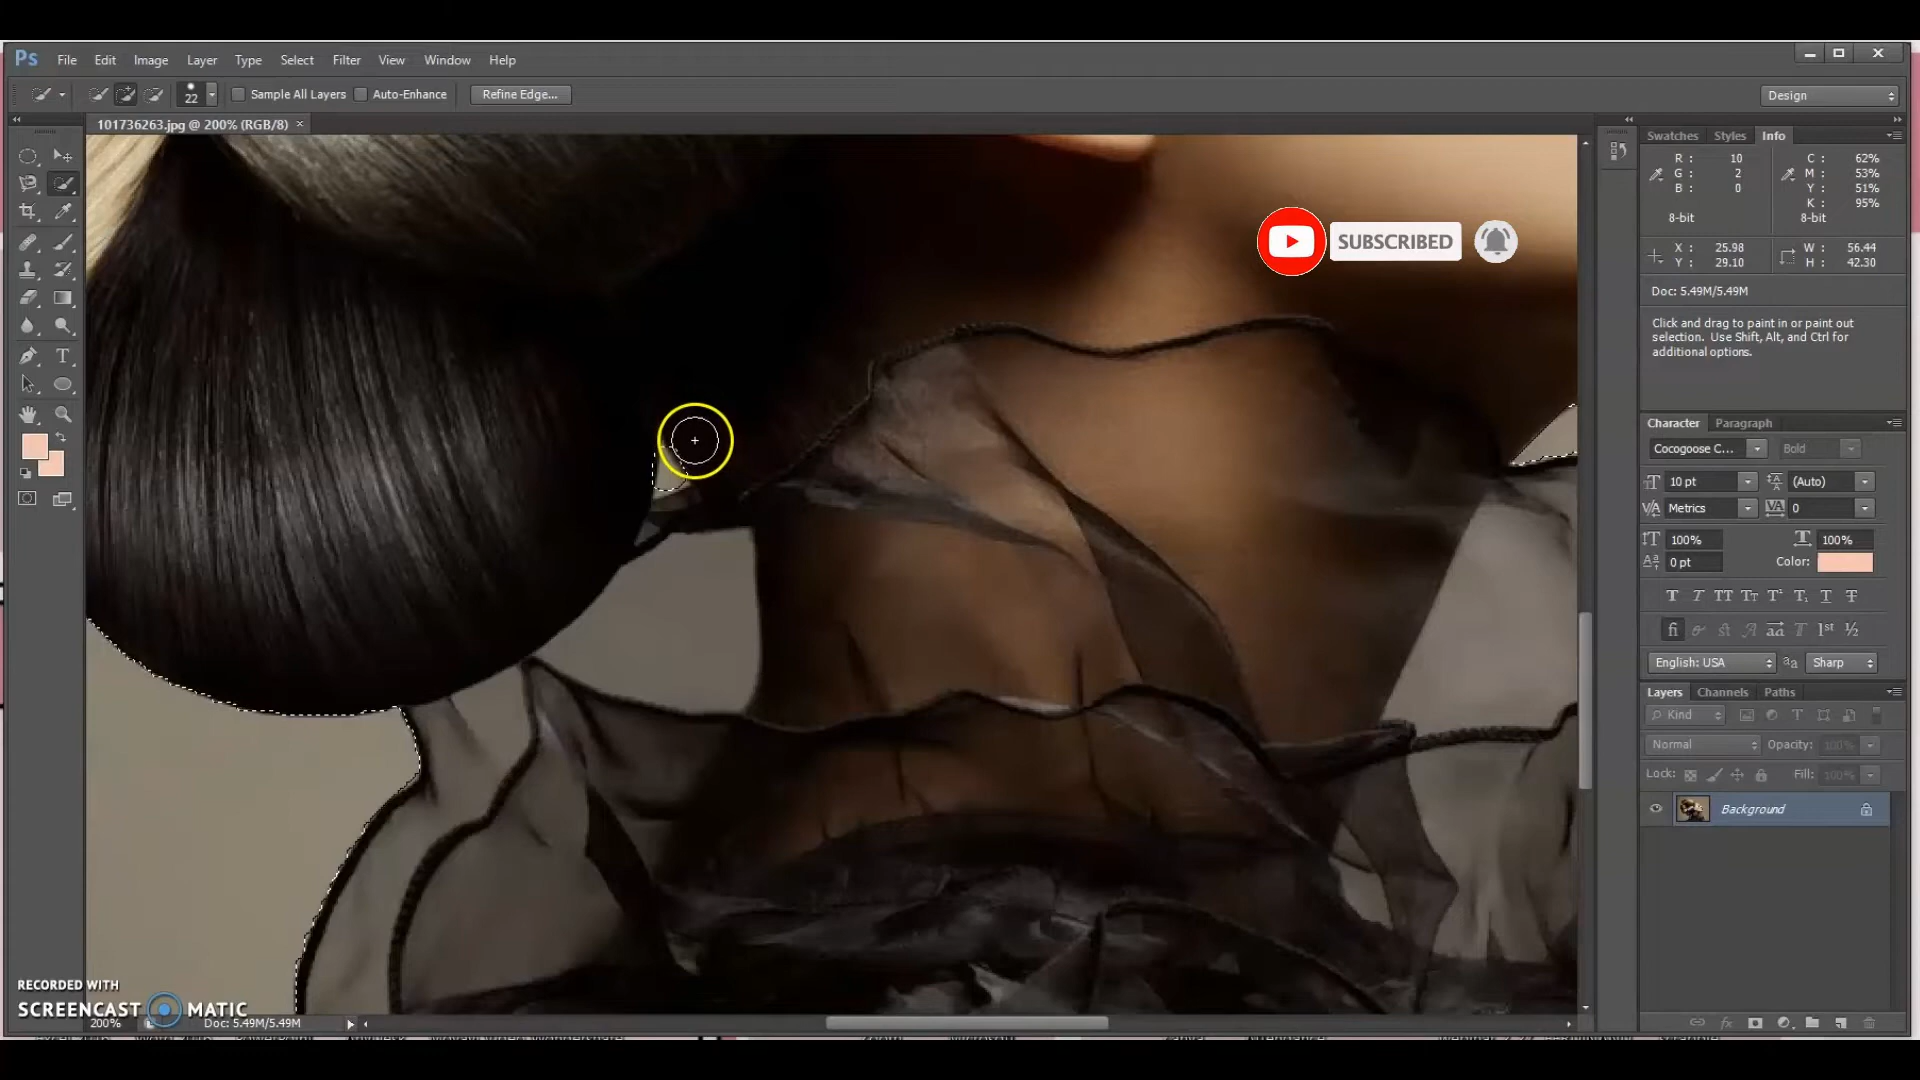 Ps File Edit Image Layer Select Type Filter View Window Help
22 Sample All Layers Auto-Enhance Refine Edge... Design
101736263.jpg @ 200% (RGB/8) ×
Swatches Styles Info
R : 10 C : 62%
G : 2 M : 53%
B : 0 Y : 51%
K : 95%
8-bit 8-bit
X : 25.98 W : 56.44
Y : 29.10 H : 42.30
Doc: 5.49M/5.49M
Click and drag to paint in or paint out
selection. Use Shift, Alt, and Ctrl for
additional options.
SUBSCRIBED
Character Paragraph
Cocogoose C... Bold
10 pt (Auto)
Metrics 0
100% 100%
0 pt Color:
English: USA Sharp
Layers Channels Paths
Kind
Normal Opacity: 100%
Lock: Fill: 100%
Background
RECORDED WITH
SCREENCAST MATIC
200% Doc: 5.49M/5.49M